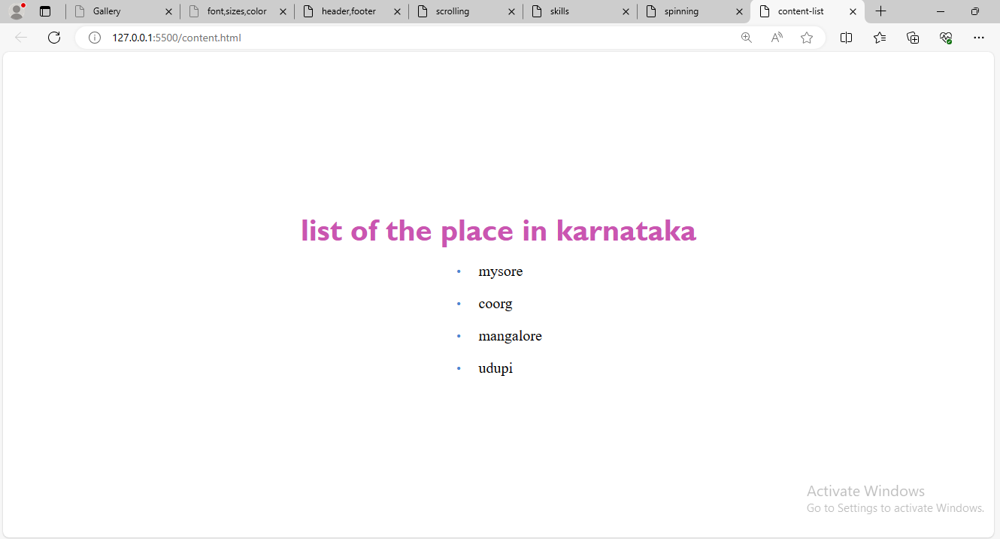 Gallery
font,sizes,color
header,footer
scrolling
skills
spinning
content-list
127.0.0.1:5500/content.html
list of the place in karnataka
• mysore
• coorg
• mangalore
• udupi
Activate Windows
Go to Settings to activate Windows.